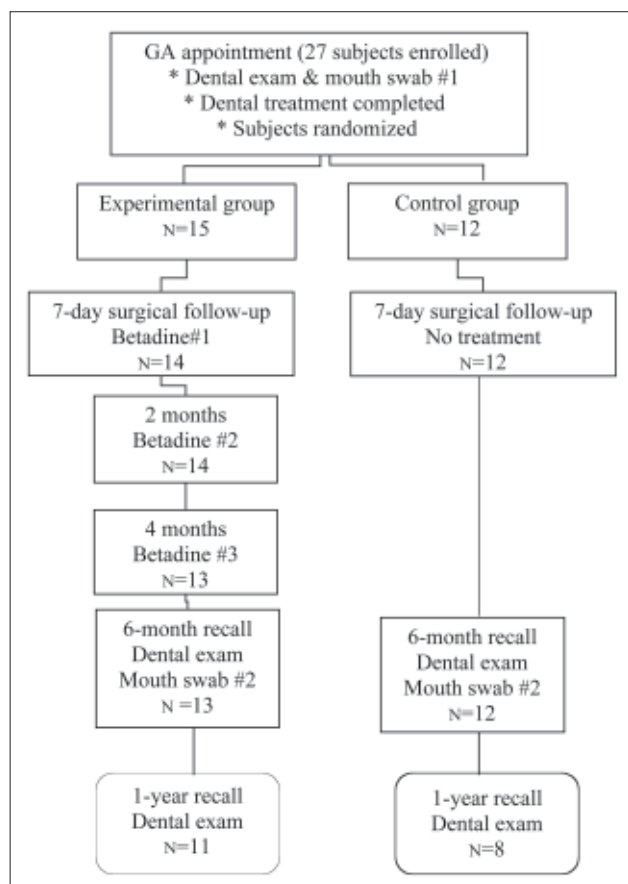 GA appointment (27 subjects enrolled)
* Dental exam & mouth swab #1
* Dental treatment completed
* Subjects randomized
Experimental group
N=15
Control group
N=12
7-day surgical follow-up
Betadine#1
N=14
7-day surgical follow-up
No treatment
N=12
2 months
Betadine #2
N=14
4 months
Betadine #3
N=13
6-month recall
Dental exam
Mouth swab #2
N =13
6-month recall
Dental exam
Mouth swab #2
N=12
1-year recall
Dental exam
N=11
1-year recall
Dental exam
N=8